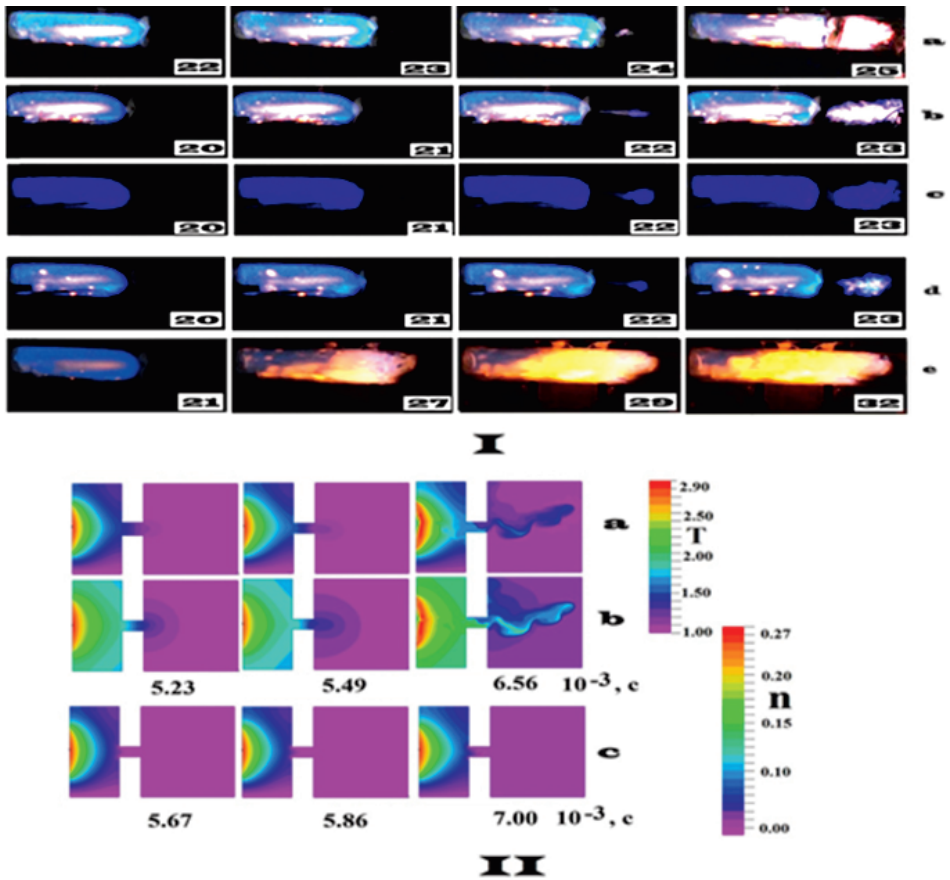 22 23 24 25 a
20 21 22 23 b
20 21 22 23 c
20 21 22 23 d
21 27 29 32 e
I
a
b
5.23 5.49 6.56 10⁻³, c
c
5.67 5.86 7.00 10⁻³, c
2.90
2.50
T
2.00
1.50
1.00
0.27
0.20
n
0.15
0.10
0.00
II